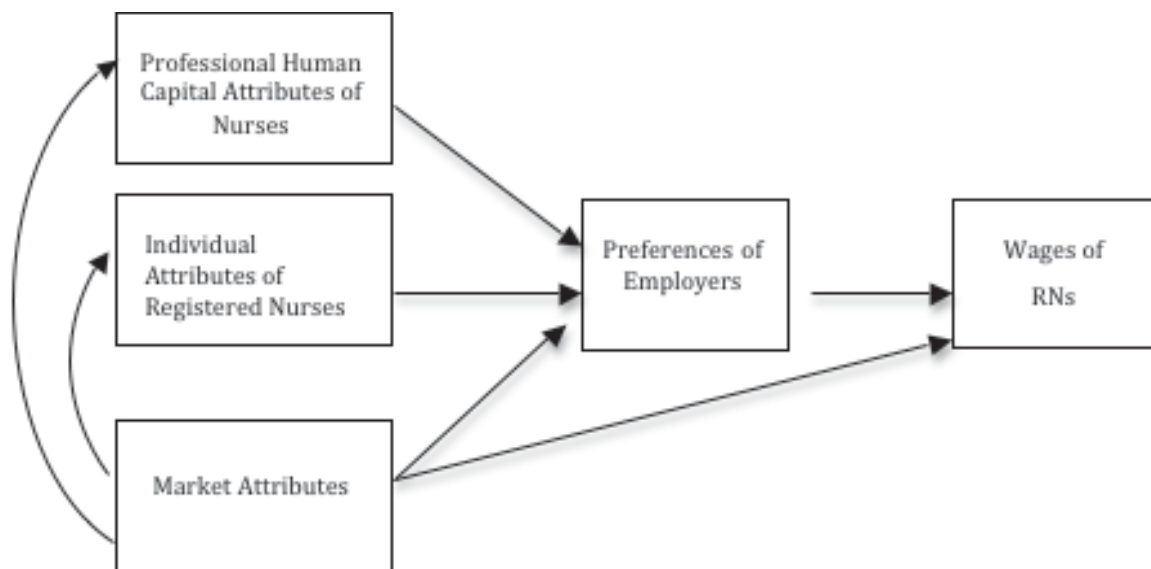 Professional Human
Capital Attributes of
Nurses
Individual
Attributes of
Registered Nurses
Market Attributes
Preferences of
Employers
Wages of
RNs